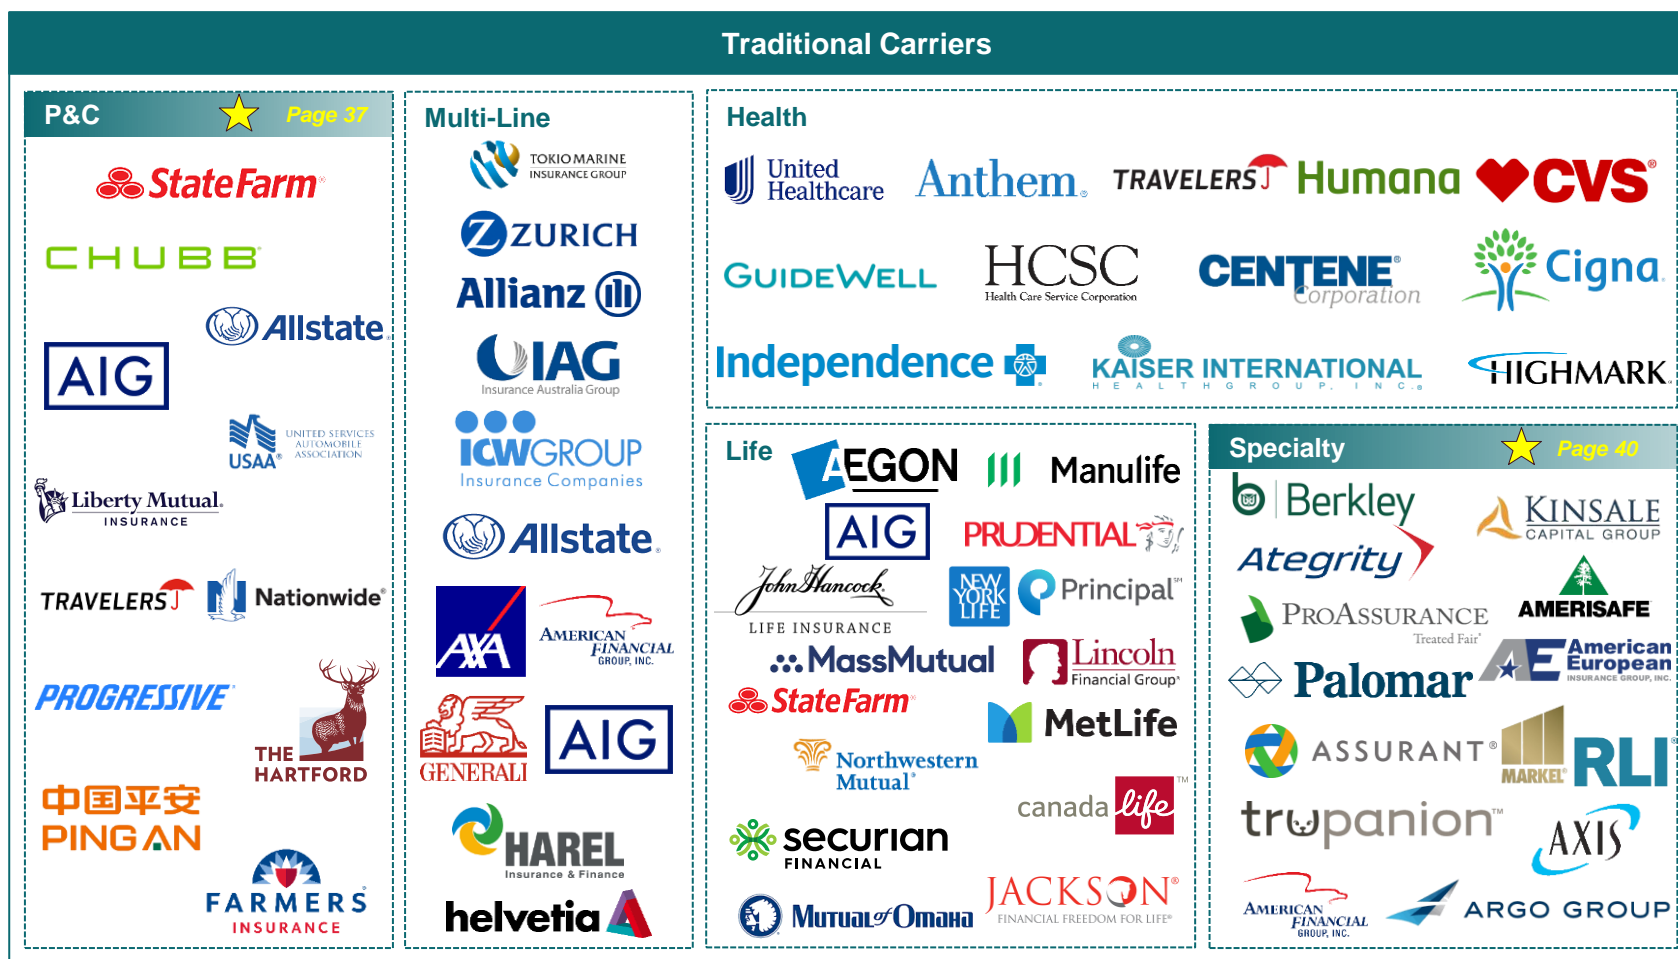 Traditional Carriers
P&C
Page 37
StateFarm®
CHUBB®
Allstate®
AIG
USAA®
UNITED SERVICES
AUTOMOBILE
ASSOCIATION
Liberty Mutual®
INSURANCE
TRAVELERS
Nationwide®
PROGRESSIVE®
THE
HARTFORD
中国平安
PING AN
FARMERS®
INSURANCE
Multi-Line
TOKIO MARINE
INSURANCE GROUP
ZURICH
Allianz
IAG
Insurance Australia Group
ICWGROUP
Insurance Companies
Allstate®
AXA
AMERICAN
FINANCIAL
GROUP, INC.
GENERALI
AIG
HAREL
Insurance & Finance
helvetia
Health
United
Healthcare
Anthem®
TRAVELERS
Humana
CVS®
GUIDEWELL
HCSC
Health Care Service Corporation
CENTENE®
Corporation
Cigna®
Independence
KAISER INTERNATIONAL
HEALTHGROUP, INC.®
HIGHMARK®
Life
AEGON
Manulife
AIG
PRUDENTIAL
John Hancock®
LIFE INSURANCE
NEW
YORK
LIFE
Principal℠
MassMutual
Lincoln
Financial Group®
StateFarm®
MetLife
Northwestern
Mutual®
canada life™
securian
FINANCIAL
MUTUAL of OMAHA
JACKSON®
FINANCIAL FREEDOM FOR LIFE®
Specialty
Page 40
b
Berkley
KINSALE
CAPITAL GROUP
Ategrity
AMERISAFE
PROASSURANCE
Treated Fair®
AE
American
European
INSURANCE GROUP, INC.
Palomar
ASSURANT®
MARKEL®
RLI®
trupanion™
AXIS
AMERICAN
FINANCIAL
GROUP, INC.
ARGO GROUP